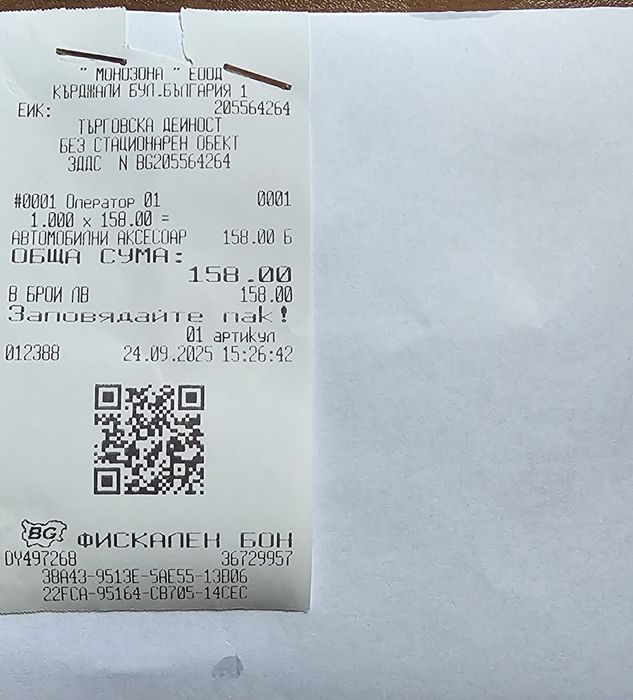 " МОНОЗОНА " ЕООД
КЪРДЖАЛИ БУЛ.БЪЛГАРИЯ 1
ЕИК: 205564264
ТЪРГОВСКА ДЕЙНОСТ
БЕЗ СТАЦИОНАРЕН ОБЕКТ
ЗДДС N BG205564264
#0001 Оператор 01 0001
1.000 x 158.00 =
АВТОМОБИЛНИ АКСЕСОАР 158.00 Б
ОБЩА СУМА:
158.00
В БРОИ ЛВ 158.00
Заповядайте пак!
01 артикул
012388 24.09.2025 15:26:42
BG ФИСКАЛЕН БОН
DY497268 36729957
38A43-9513E-5AE55-13B06
22FCA-95164-CB705-14CEC